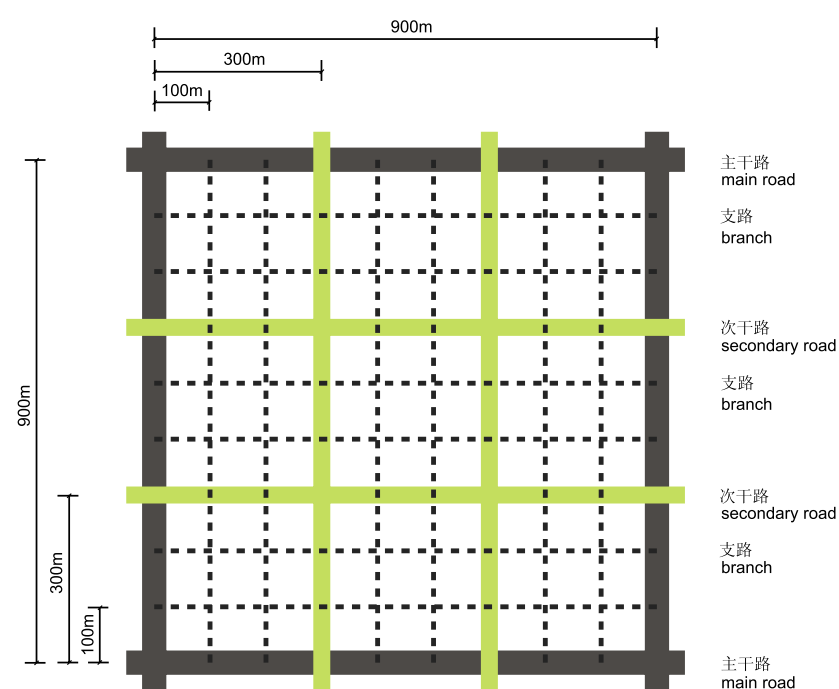 900m
300m
100m
主干路
main road
支路
branch
次干路
secondary road
支路
branch
900m
次干路
secondary road
300m
支路
branch
100m
主干路
main road